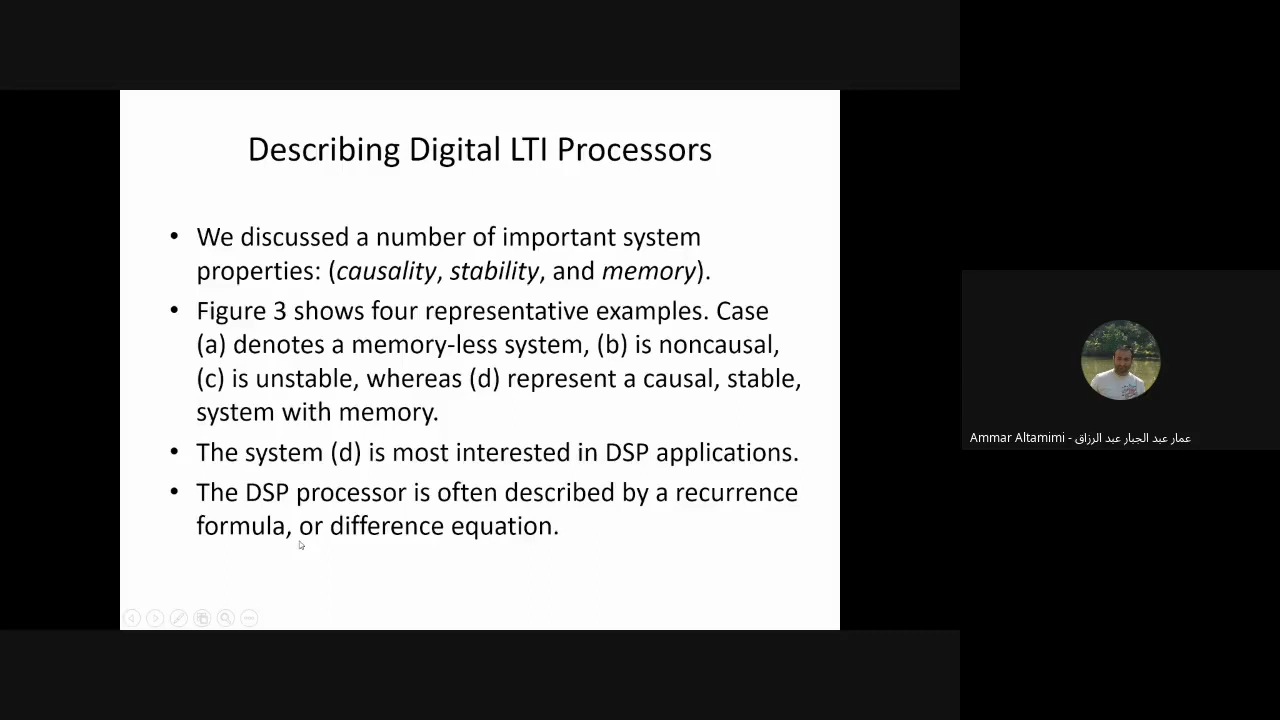 Describing Digital LTI Processors
• We discussed a number of important system
properties: (causality, stability, and memory).
• Figure 3 shows four representative examples. Case
(a) denotes a memory-less system, (b) is noncausal,
(c) is unstable, whereas (d) represent a causal, stable,
system with memory.
• The system (d) is most interested in DSP applications.
• The DSP processor is often described by a recurrence
formula, or difference equation.
Ammar Altamimi - عمار عبد الجبار عبد الرزاق